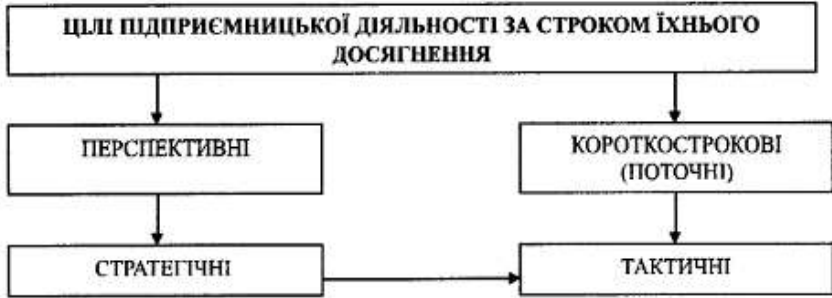 ЦІЛІ ПІДПРИЄМНИЦЬКОЇ ДІЯЛЬНОСТІ ЗА СТРОКОМ ЇХНЬОГО
ДОСЯГНЕННЯ
ПЕРСПЕКТИВНІ
КОРОТКОСТРОКОВІ
(ПОТОЧНІ)
СТРАТЕГІЧНІ
ТАКТИЧНІ